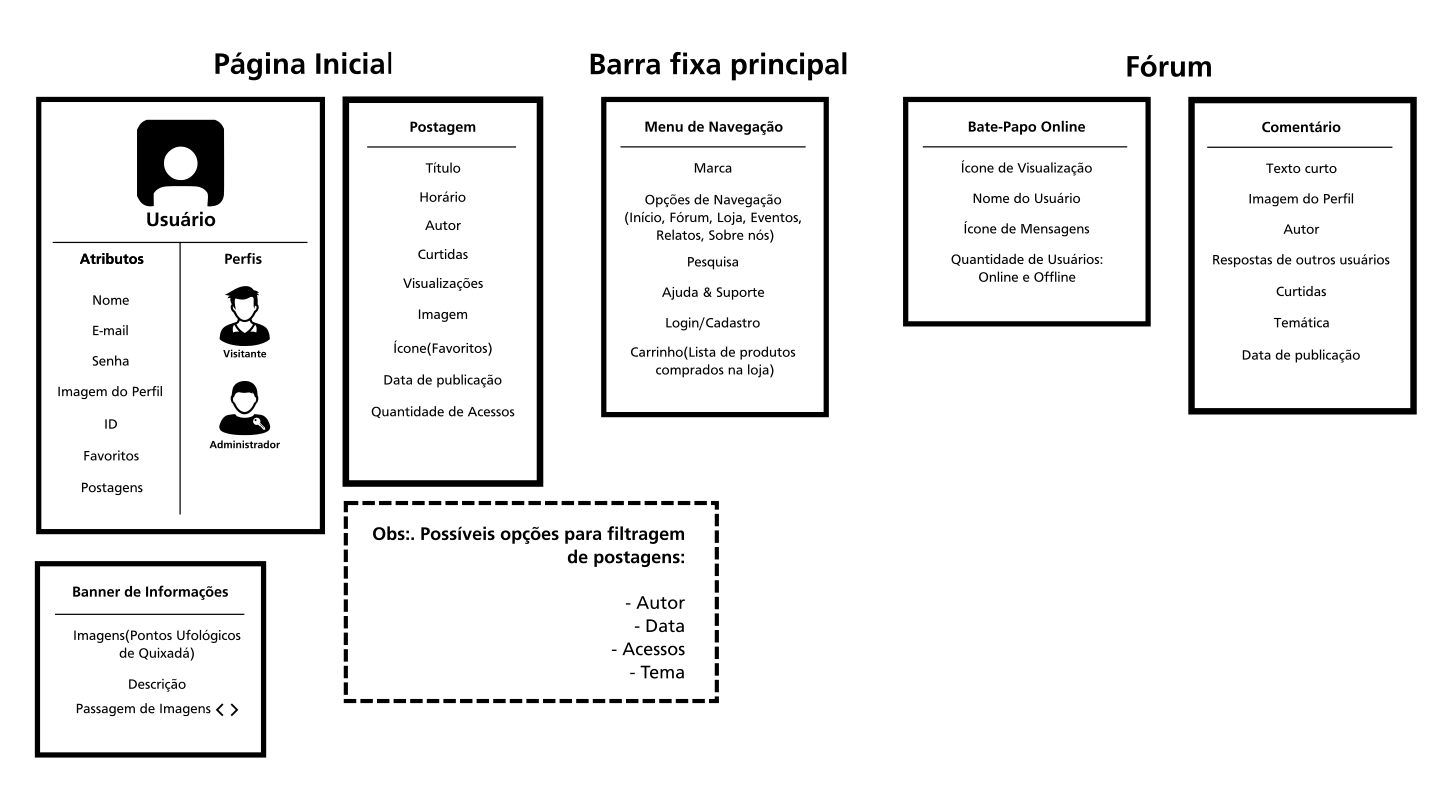 Página Inicial
Usuário
Atributos
Nome
E-mail
Senha
Imagem do Perfil
ID
Favoritos
Postagens
Perfis
Visitante
Administrador
Postagem
Título
Horário
Autor
Curtidas
Visualizações
Imagem
Ícone(Favoritos)
Data de publicação
Quantidade de Acessos
Banner de Informações
Imagens(Pontos Ufológicos
de Quixadá)
Descrição
Passagem de Imagens < >
Obs:. Possíveis opções para filtragem
de postagens:
- Autor
- Data
- Acessos
- Tema
Barra fixa principal
Menu de Navegação
Marca
Opções de Navegação
(Início, Fórum, Loja, Eventos,
Relatos, Sobre nós)
Pesquisa
Ajuda & Suporte
Login/Cadastro
Carrinho(Lista de produtos
comprados na loja)
Fórum
Bate-Papo Online
Ícone de Visualização
Nome do Usuário
Ícone de Mensagens
Quantidade de Usuários:
Online e Offline
Comentário
Texto curto
Imagem do Perfil
Autor
Respostas de outros usuários
Curtidas
Temática
Data de publicação